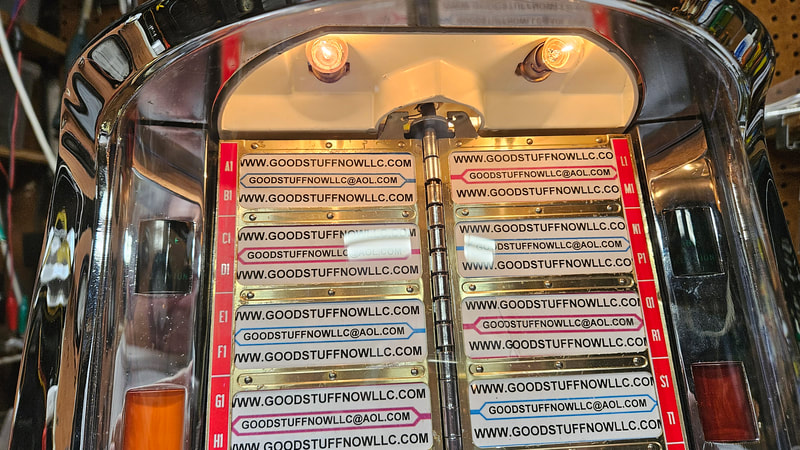 A1
WWW.GOODSTUFFNOWLLC.COM
GOODSTUFFNOWLLC@AOL.COM
B1
WWW.GOODSTUFFNOWLLC.COM
C1
WWW.GOODSTUFFNOWLLC.COM
GOODSTUFFNOWLLC@AOL.COM
D1
WWW.GOODSTUFFNOWLLC.COM
E1
WWW.GOODSTUFFNOWLLC.COM
GOODSTUFFNOWLLC@AOL.COM
F1
WWW.GOODSTUFFNOWLLC.COM
G1
WWW.GOODSTUFFNOWLLC.COM
GOODSTUFFNOWLLC@AOL.COM
H1
WWW.GOODSTUFFNOWLLC.COM
WWW.GOODSTUFFNOWLLC.CO
L1
GOODSTUFFNOWLLC@AOL.COM
WWW.GOODSTUFFNOWLLC.COM
M1
WWW.GOODSTUFFNOWLLC.COM
N1
ODSTUFFNOWLLC@AOL.COM
WWW.GOODSTUFFNOWLLC.COM
P1
WWW.GOODSTUFFNOWLLC.CO
Q1
GOODSTUFFNOWLLC@AOL.COM
WWW.GOODSTUFFNOWLLC.CO
R1
WWW.GOODSTUFFNOWLLC.COM
S1
GOODSTUFFNOWLLC@AOL.COM
WWW.GOODSTUFFNOWLLC.COM
T1